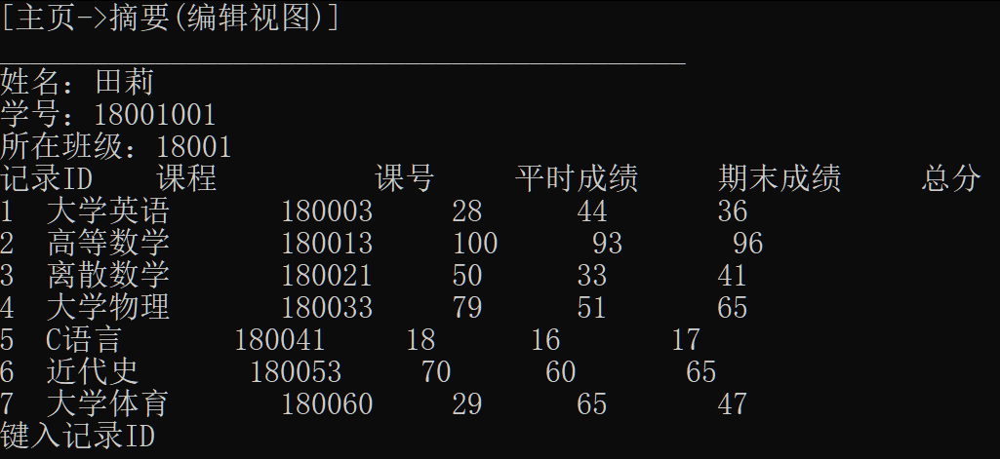 [主页->摘要(编辑视图)]
____________________________________________
姓名：田莉
学号：18001001
所在班级：18001
记录ID 课程 课号 平时成绩 期末成绩 总分
1 大学英语 180003 28 44 36
2 高等数学 180013 100 93 96
3 离散数学 180021 50 33 41
4 大学物理 180033 79 51 65
5 C语言 180041 18 16 17
6 近代史 180053 70 60 65
7 大学体育 180060 29 65 47
键入记录ID